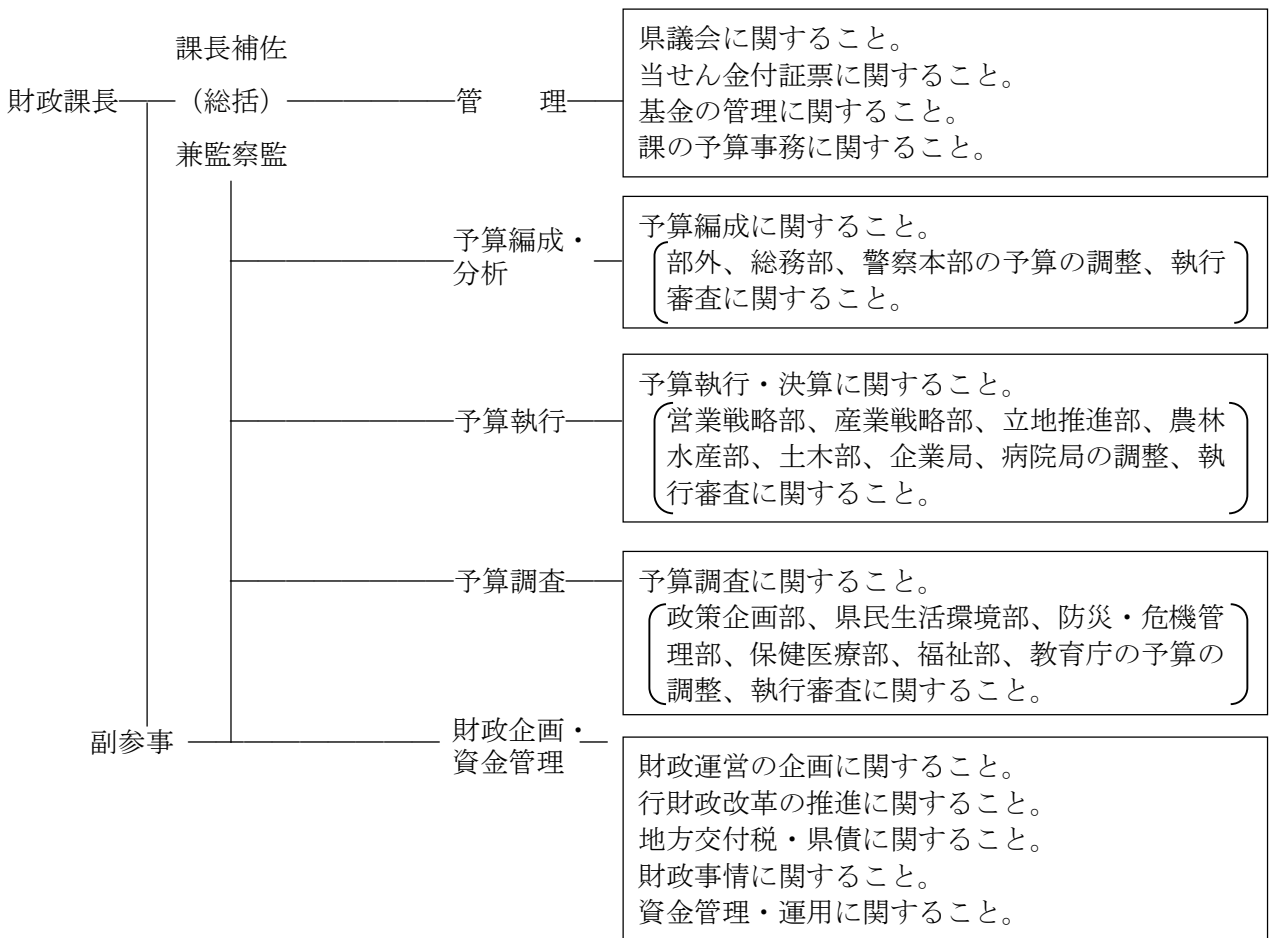 課長補佐
財政課長
（総括）
管　　理
兼監察監
県議会に関すること。
当せん金付証票に関すること。
基金の管理に関すること。
課の予算事務に関すること。
予算編成・
分析
予算編成に関すること。
部外、総務部、警察本部の予算の調整、執行
審査に関すること。
予算執行
予算執行・決算に関すること。
営業戦略部、産業戦略部、立地推進部、農林
水産部、土木部、企業局、病院局の調整、執
行審査に関すること。
予算調査
予算調査に関すること。
政策企画部、県民生活環境部、防災・危機管
理部、保健医療部、福祉部、教育庁の予算の
調整、執行審査に関すること。
副参事
財政企画・
資金管理
財政運営の企画に関すること。
行財政改革の推進に関すること。
地方交付税・県債に関すること。
財政事情に関すること。
資金管理・運用に関すること。